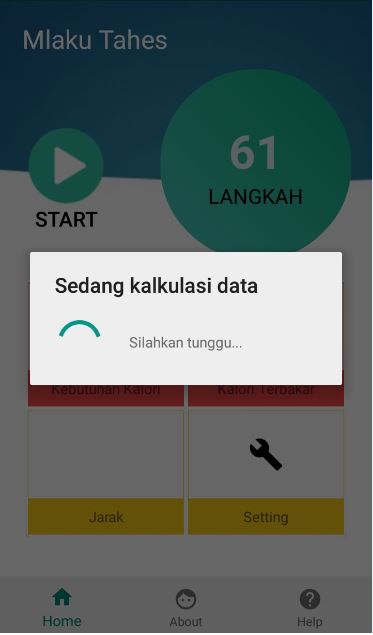 Mlaku Tahes
61
START
LANGKAH
Sedang kalkulasi data
Silahkan tunggu...
Kebutuhan Kalori
Kalori Terbakar
Jarak
Setting
Home
About
Help